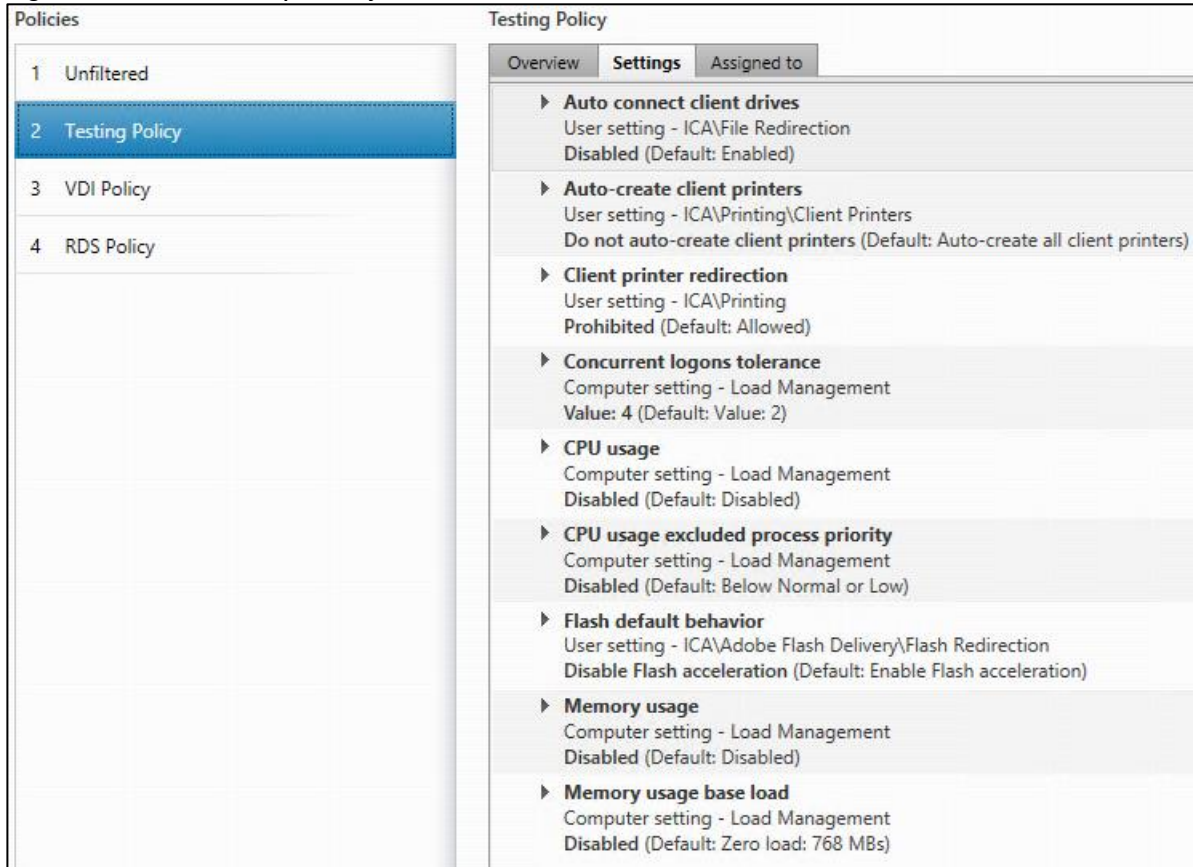 Policies
1 Unfiltered
2 Testing Policy
3 VDI Policy
4 RDS Policy
Testing Policy
Overview Settings Assigned to
Auto connect client drives
User setting - ICA\File Redirection
Disabled (Default: Enabled)
Auto-create client printers
User setting - ICA\Printing\Client Printers
Do not auto-create client printers (Default: Auto-create all client printers)
Client printer redirection
User setting - ICA\Printing
Prohibited (Default: Allowed)
Concurrent logons tolerance
Computer setting - Load Management
Value: 4 (Default: Value: 2)
CPU usage
Computer setting - Load Management
Disabled (Default: Disabled)
CPU usage excluded process priority
Computer setting - Load Management
Disabled (Default: Below Normal or Low)
Flash default behavior
User setting - ICA\Adobe Flash Delivery\Flash Redirection
Disable Flash acceleration (Default: Enable Flash acceleration)
Memory usage
Computer setting - Load Management
Disabled (Default: Disabled)
Memory usage base load
Computer setting - Load Management
Disabled (Default: Zero load: 768 MBs)